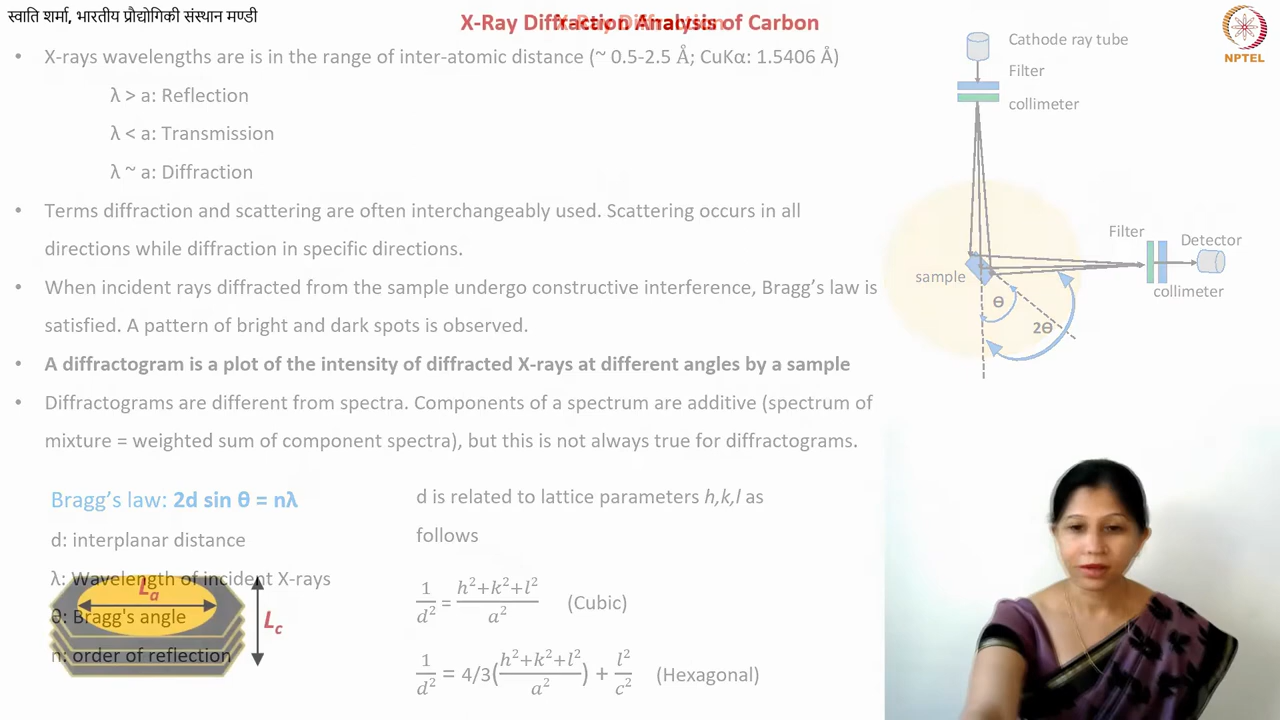 स्वाति शर्मा, भारतीय प्रौद्योगिकी संस्थान मण्डी
X-Ray Diffraction Analysis of Carbon
NPTEL
• X-rays wavelengths are is in the range of inter-atomic distance (~ 0.5-2.5 Å; CuKα: 1.5406 Å)
λ > a: Reflection
λ < a: Transmission
λ ~ a: Diffraction
• Terms diffraction and scattering are often interchangeably used. Scattering occurs in all
directions while diffraction in specific directions.
• When incident rays diffracted from the sample undergo constructive interference, Bragg's law is
satisfied. A pattern of bright and dark spots is observed.
• A diffractogram is a plot of the intensity of diffracted X-rays at different angles by a sample
• Diffractograms are different from spectra. Components of a spectrum are additive (spectrum of
mixture = weighted sum of component spectra), but this is not always true for diffractograms.
Bragg's law: 2d sin θ = nλ
d: interplanar distance
λ: Wavelength of incident X-rays
θ: Bragg's angle
n: order of reflection
L_a
L_c
d is related to lattice parameters h,k,l as
follows
1/d² = (h²+k²+l²)/a² (Cubic)
1/d² = 4/3((h²+k²+l²)/a²) + l²/c² (Hexagonal)
Cathode ray tube
Filter
collimeter
Filter
Detector
sample
collimeter
Θ
2Θ